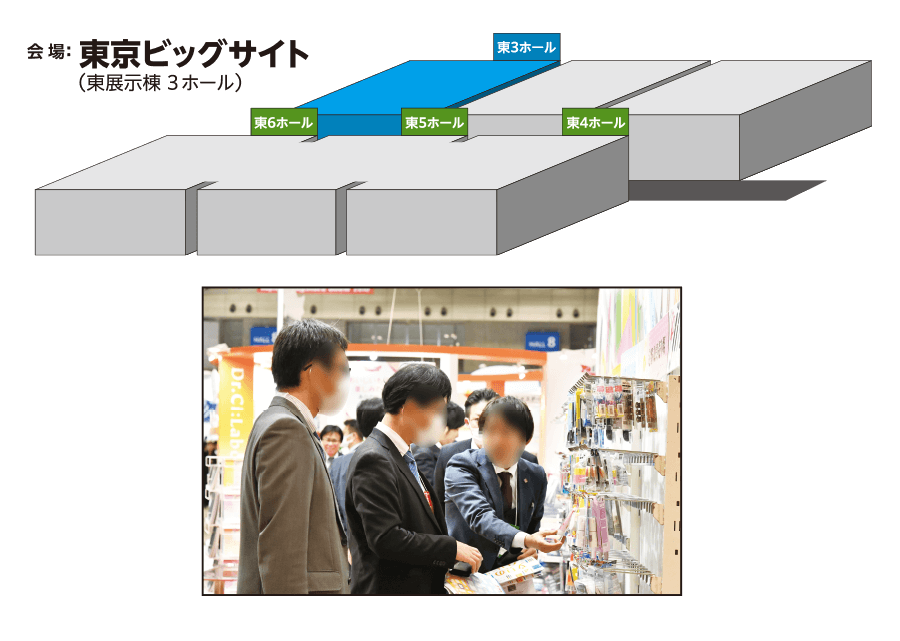 会場：東京ビッグサイト
（東展示棟 3ホール）
東3ホール
東6ホール
東5ホール
東4ホール
HALL 8
Dr.Ci:Labo